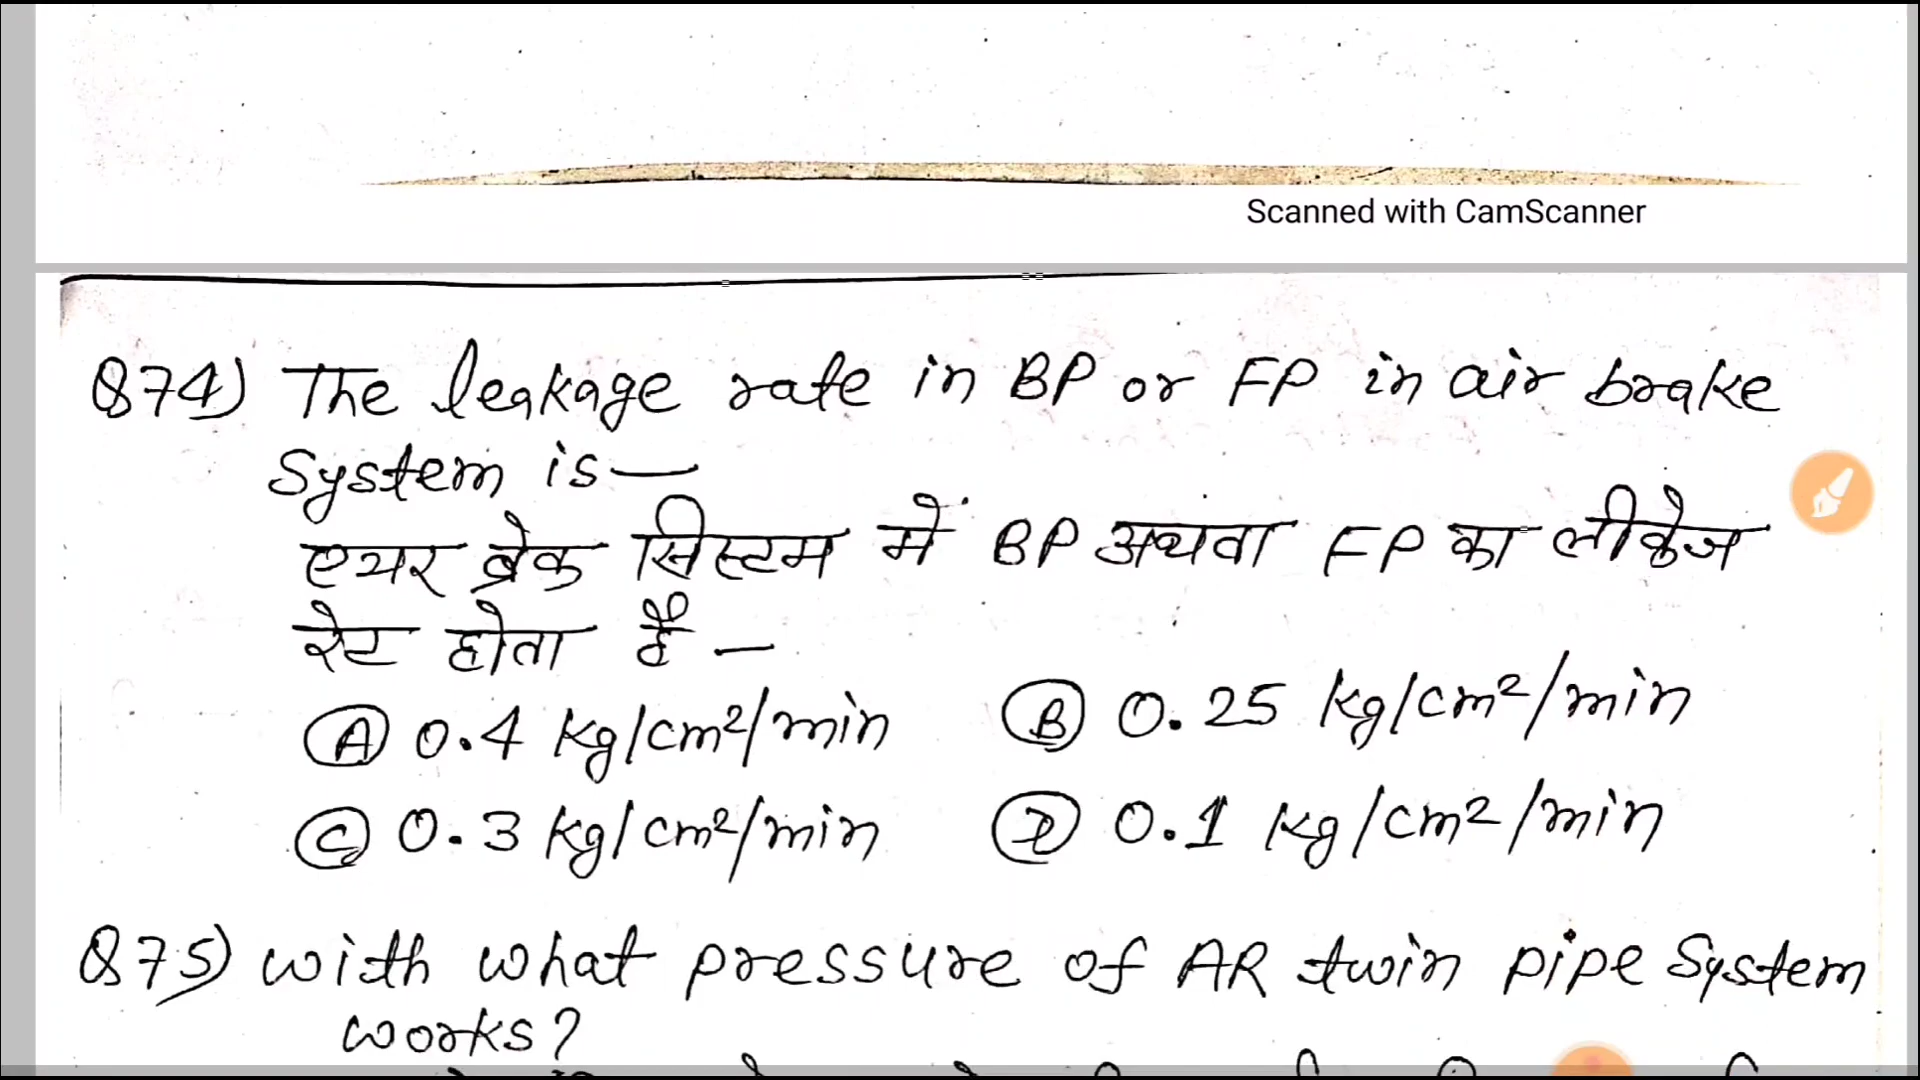 Scanned with CamScanner
Q74) The leakage rate in BP or FP in air brake
System is —
एयर ब्रेक सिस्टम में BP अथवा FP का लीकेज
रेट होता है —
(A) 0.4 kg/cm²/min (B) 0.25 kg/cm²/min
(C) 0.3 kg/cm²/min (D) 0.1 kg/cm²/min
Q75) with what pressure of AR twin pipe System
works?